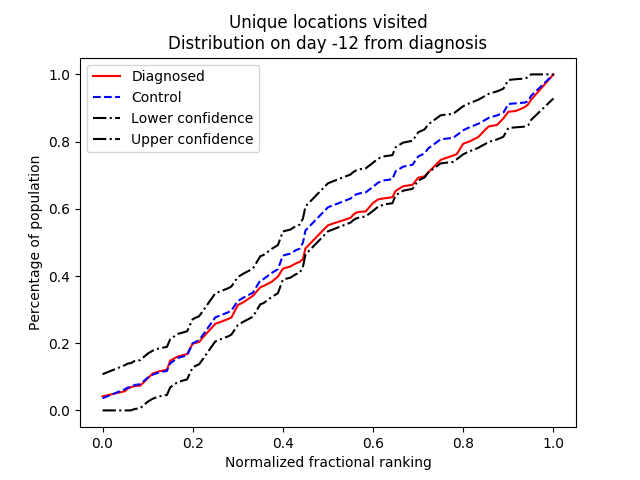 Unique locations visited
Distribution on day -12 from diagnosis
Diagnosed
Control
Lower confidence
Upper confidence
Percentage of population
1.0
0.8
0.6
0.4
0.2
0.0
0.0 0.2 0.4 0.6 0.8 1.0
Normalized fractional ranking